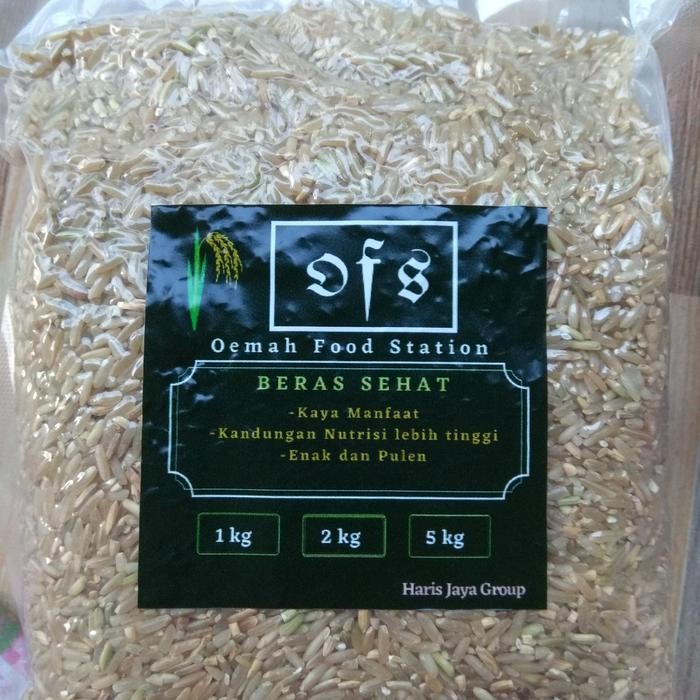 OFS
Oemah Food Station
BERAS SEHAT
-Kaya Manfaat
-Kandungan Nutrisi lebih tinggi
-Enak dan Pulen
1 kg
2 kg
5 kg
Haris Jaya Group